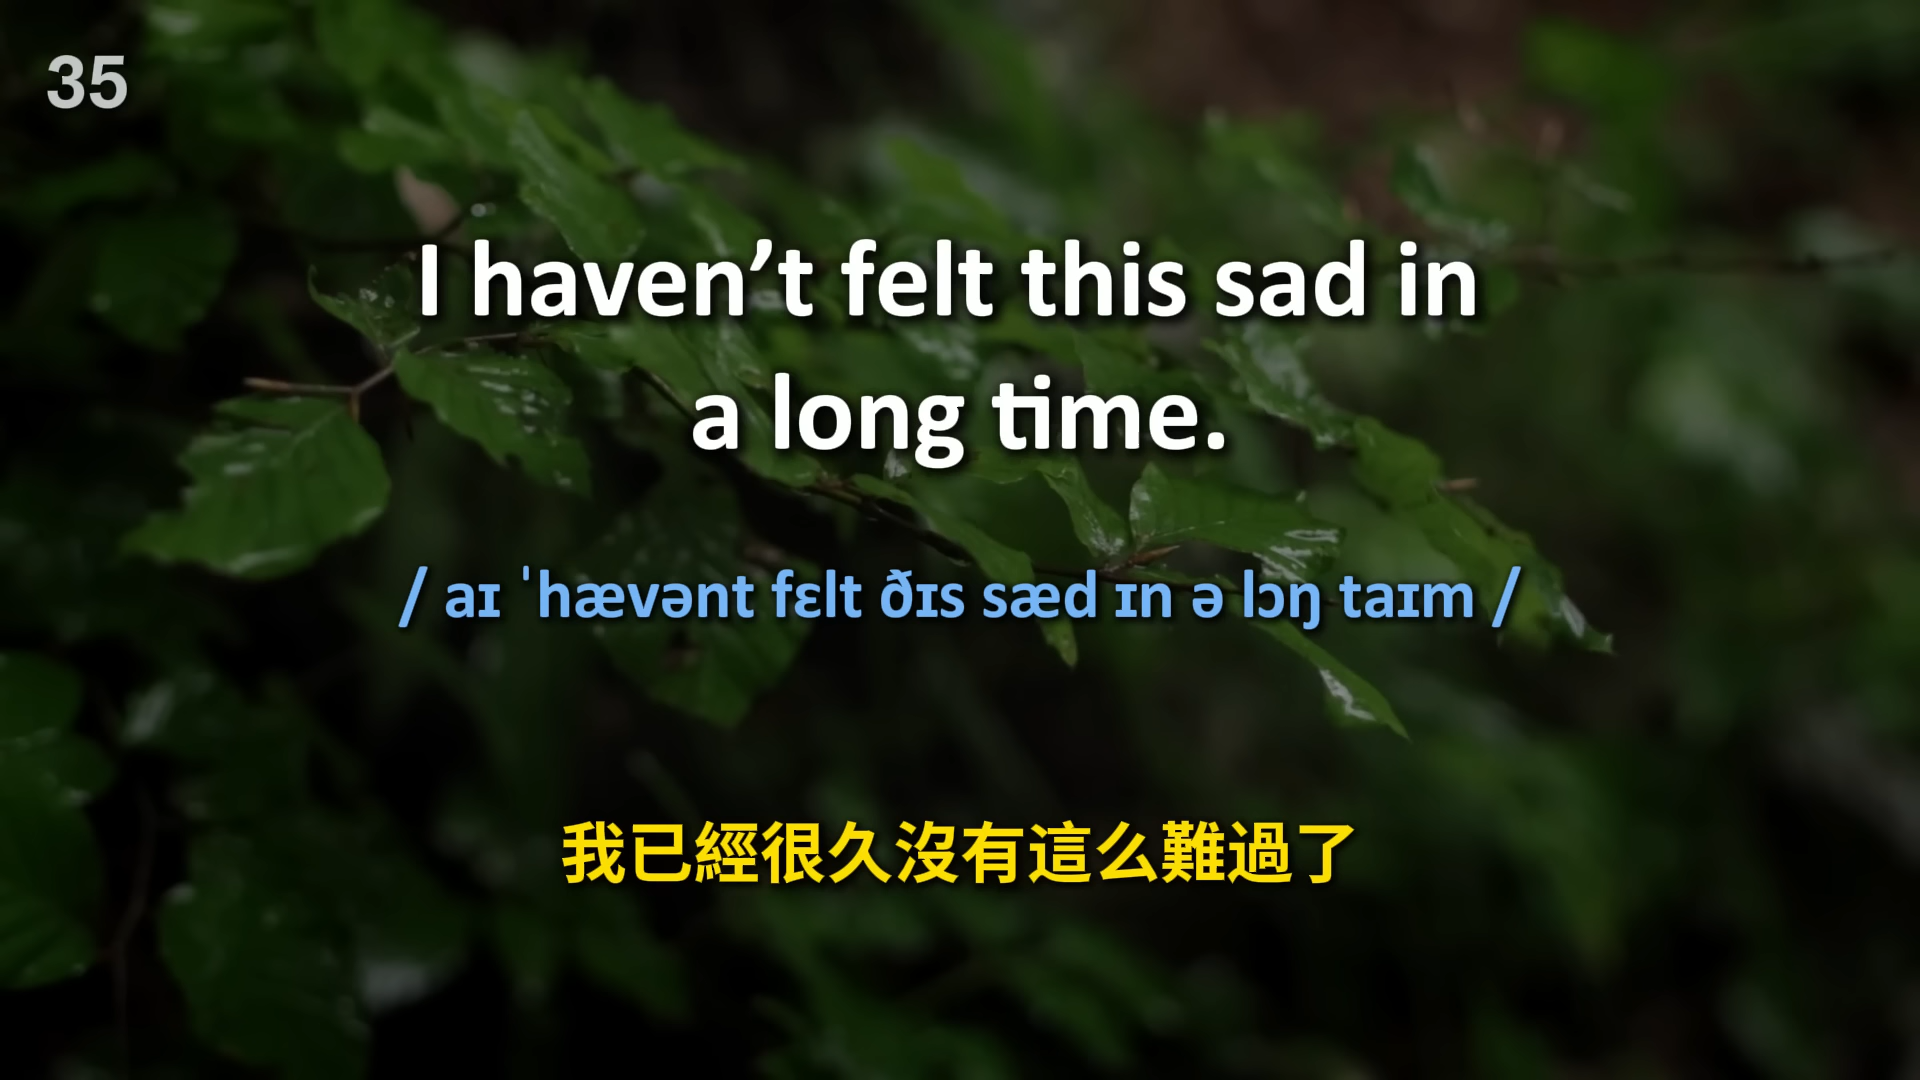 35
I haven’t felt this sad in
a long time.
/ aɪ ˈhævənt fɛlt ðɪs sæd ɪn ə lɔŋ taɪm /
我已經很久沒有這么難過了